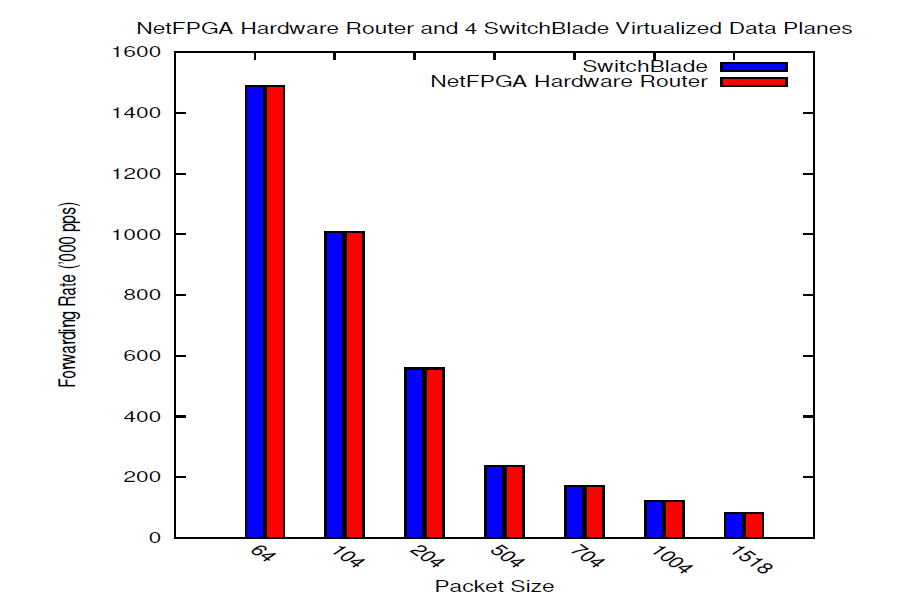 NetFPGA Hardware Router and 4 SwitchBlade Virtualized Data Planes
SwitchBlade
NetFPGA Hardware Router
Forwarding Rate ('000 pps)
1600
1400
1200
1000
800
600
400
200
0
64 104 204 504 704 1004 1518
Packet Size